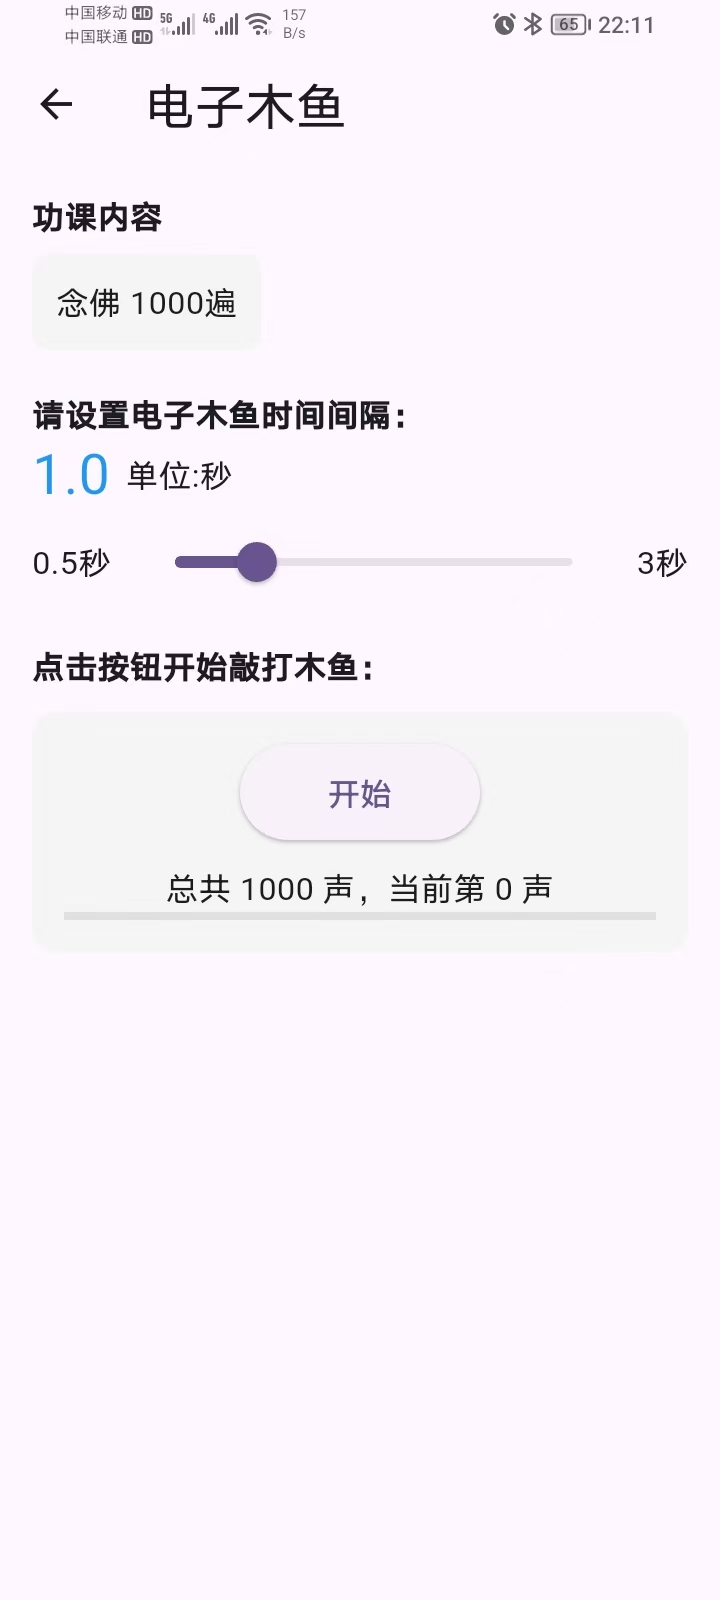 中国移动 HD 5G 4G 157 B/s 65 22:11
中国联通 HD
电子木鱼
功课内容
念佛 1000遍
请设置电子木鱼时间间隔：
1.0 单位:秒
0.5秒 3秒
点击按钮开始敲打木鱼：
开始
总共 1000 声，当前第 0 声